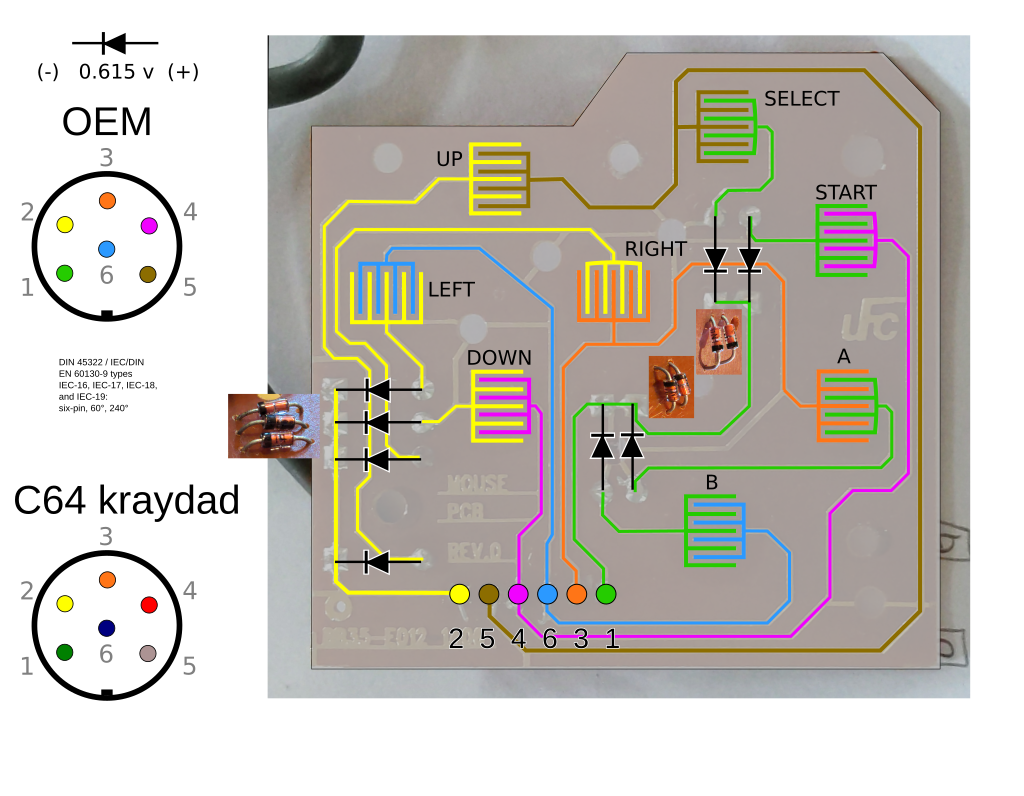 (-) 0.615 v (+)
OEM
3
2
4
1
6
5
DIN 45322 / IEC/DIN
EN 60130-9 types
IEC-16, IEC-17, IEC-18,
and IEC-19:
six-pin, 60°, 240°
C64 kraydad
3
2
4
1
6
5
SELECT
UP
START
RIGHT
LEFT
ufc
DOWN
A
B
MOUSE
PCB
REV.0
2 5 4 6 3 1